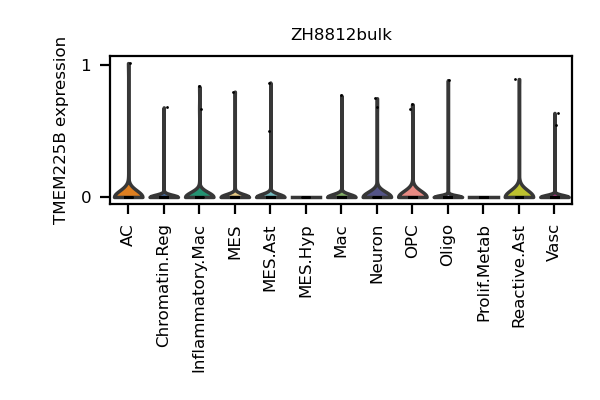 ZH8812bulk
TMEM225B expression
1
0
AC
Chromatin.Reg
Inflammatory.Mac
MES
MES.Ast
MES.Hyp
Mac
Neuron
OPC
Oligo
Prolif.Metab
Reactive.Ast
Vasc